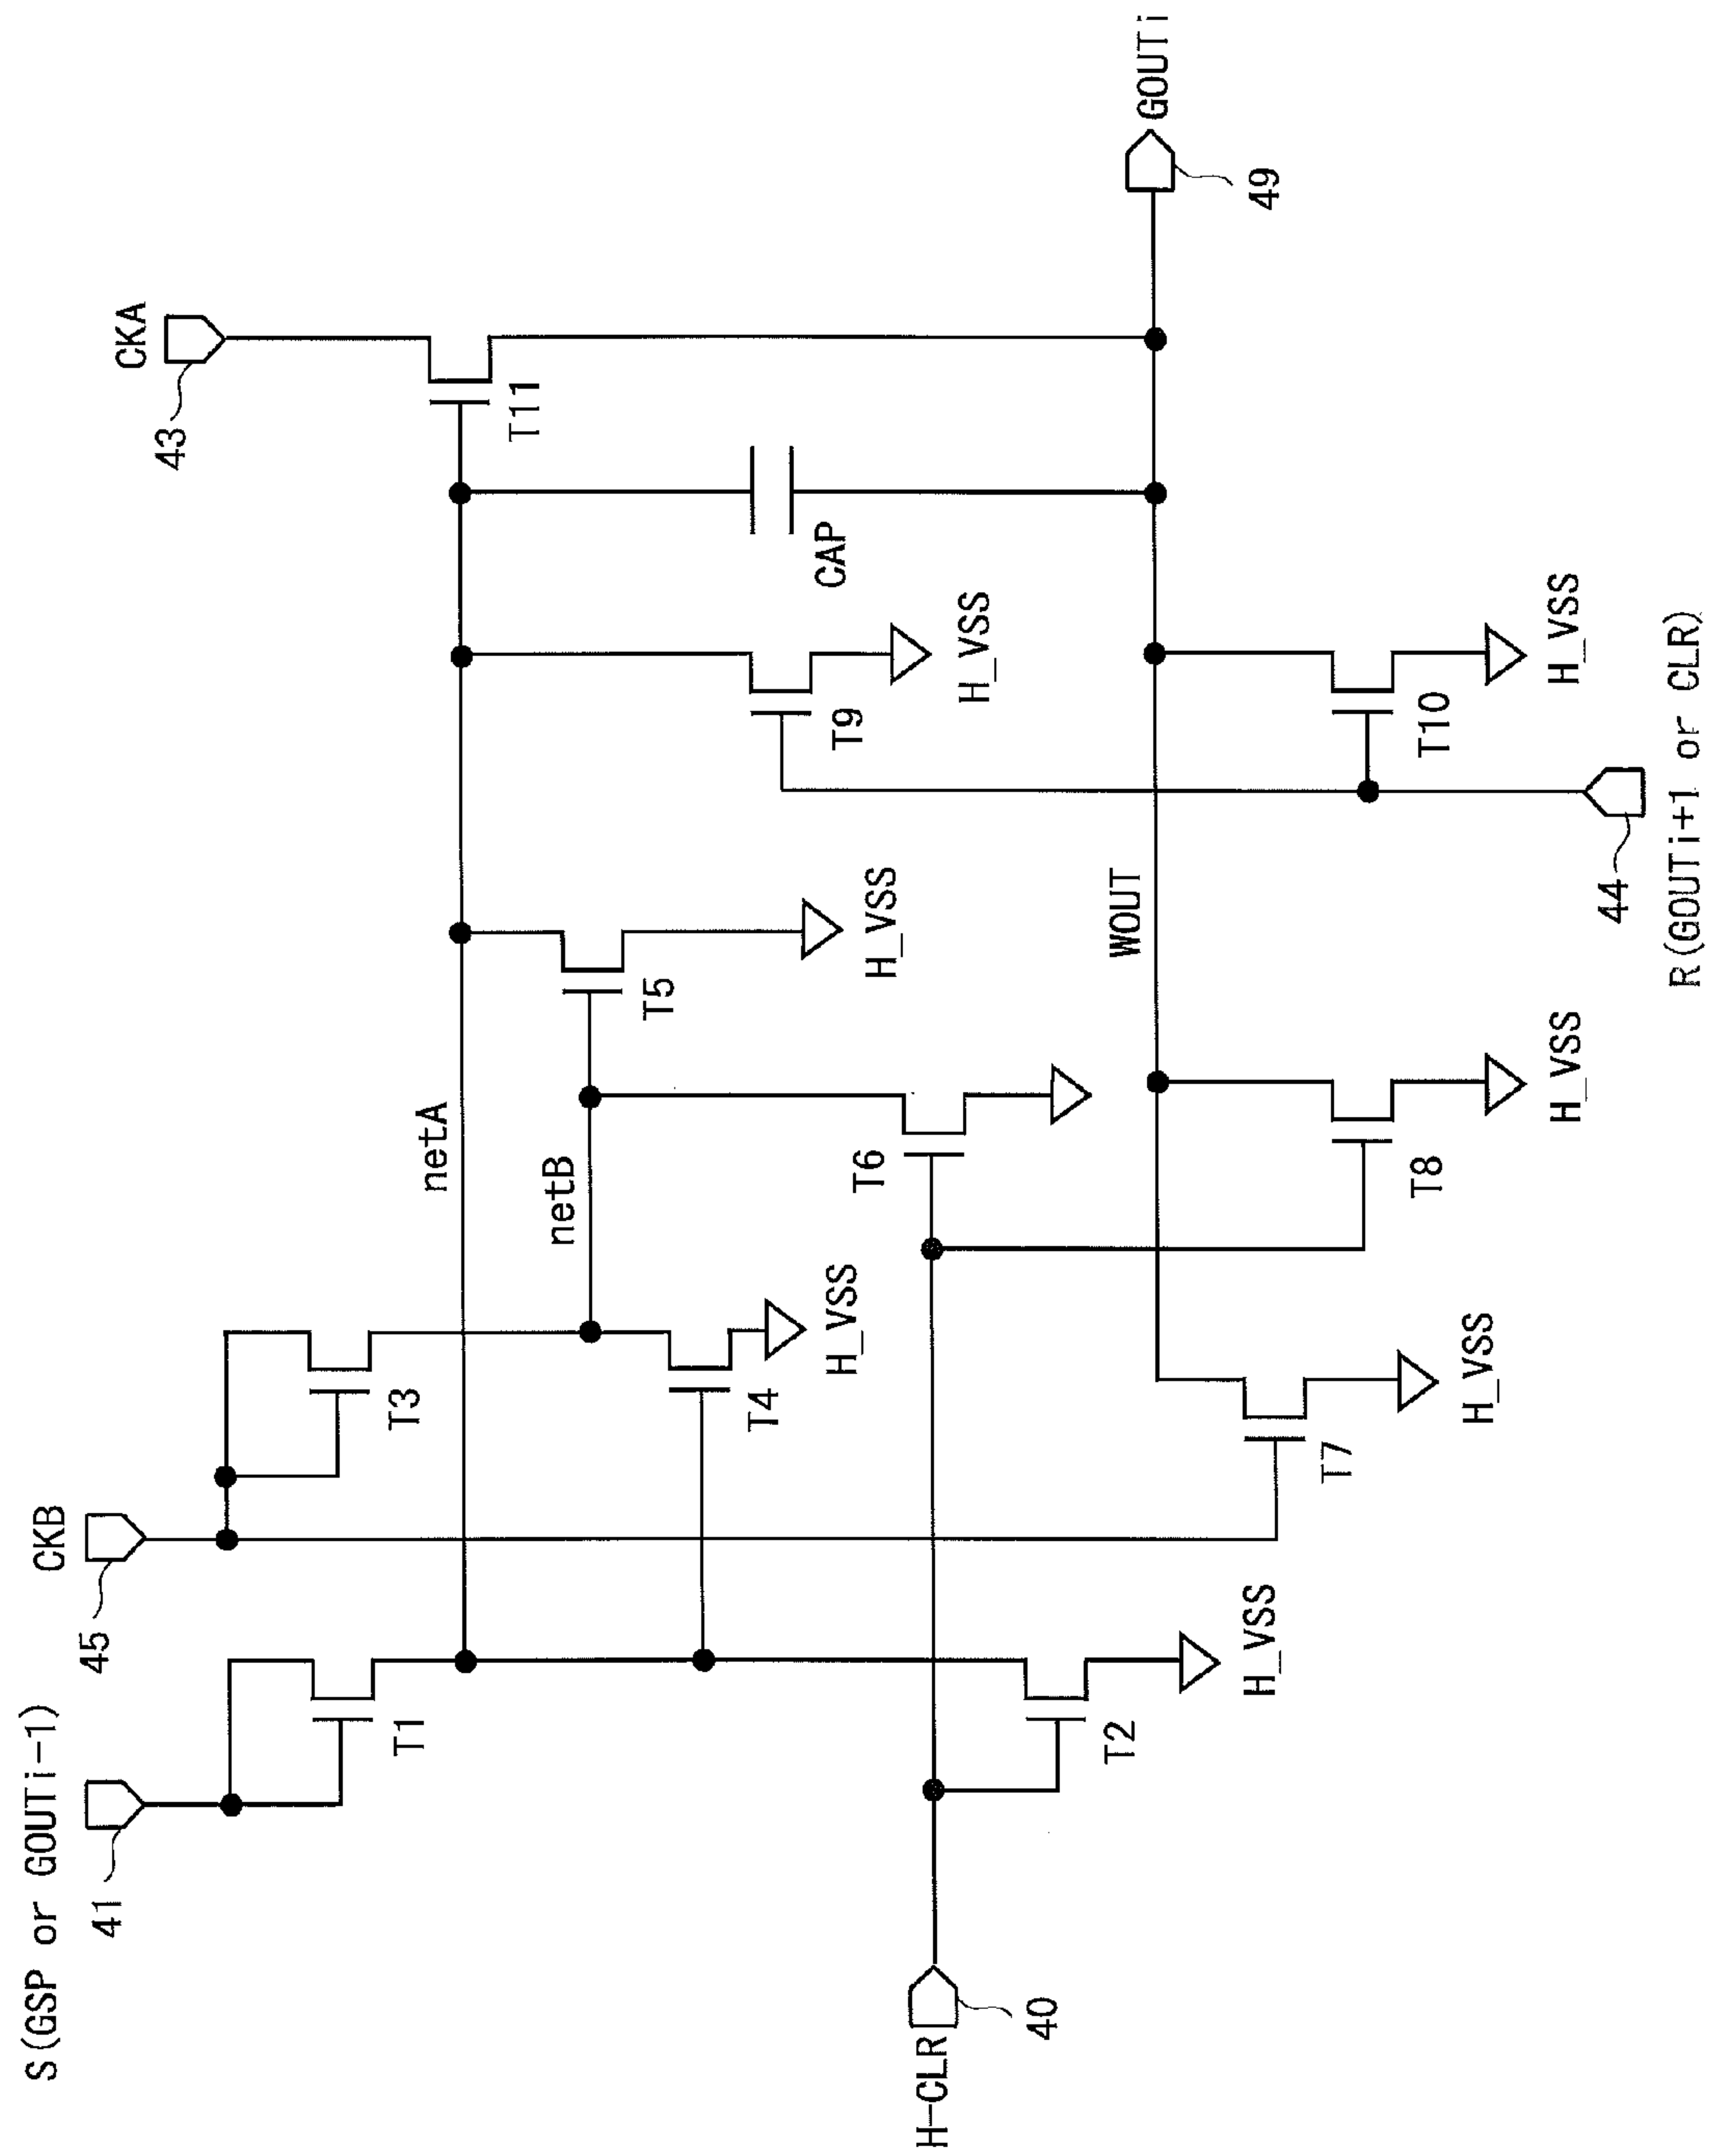 S(GSP or GOUTi-1)
41
CKB
45
CKA
43
T1
T3
T11
netA
netB
T4
H_VSS
T5
H_VSS
T9
H_VSS
CAP
GOUTi
49
H-CLR
40
T2
H_VSS
T6
WOUT
T7
H_VSS
T8
H_VSS
T10
H_VSS
44
R(GOUTi+1 or CLR)